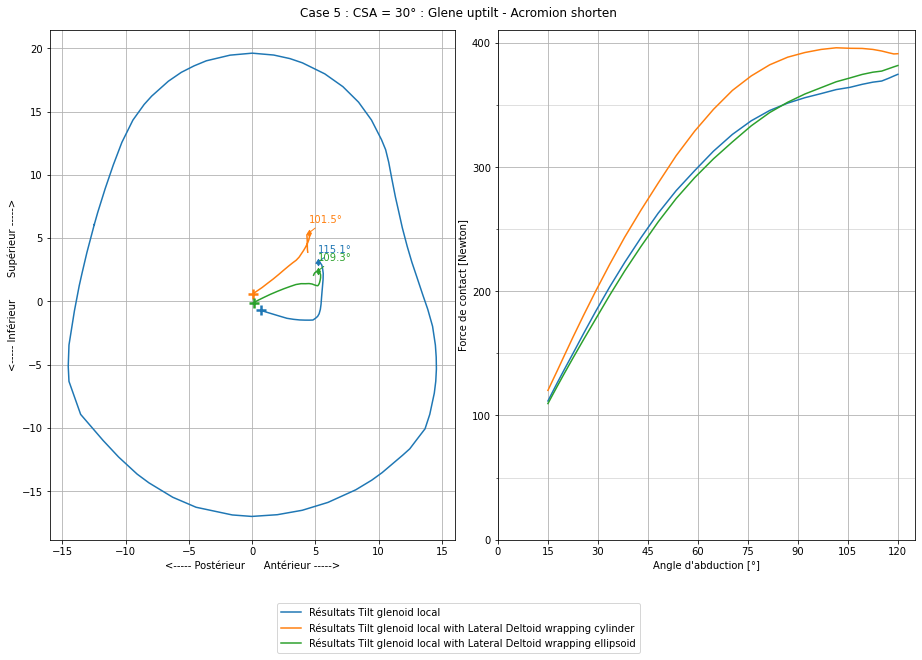 Case 5 : CSA = 30° : Glene uptilt - Acromion shorten
<----- Inférieur Supérieur ----->
20
15
10
5
0
−5
−10
−15
101.5°
115.1°
109.3°
−15 −10 −5 0 5 10 15
<----- Postérieur Antérieur ----->
Force de contact [Newton]
400
300
200
100
0
0 15 30 45 60 75 90 105 120
Angle d'abduction [°]
Résultats Tilt glenoid local
Résultats Tilt glenoid local with Lateral Deltoid wrapping cylinder
Résultats Tilt glenoid local with Lateral Deltoid wrapping ellipsoid